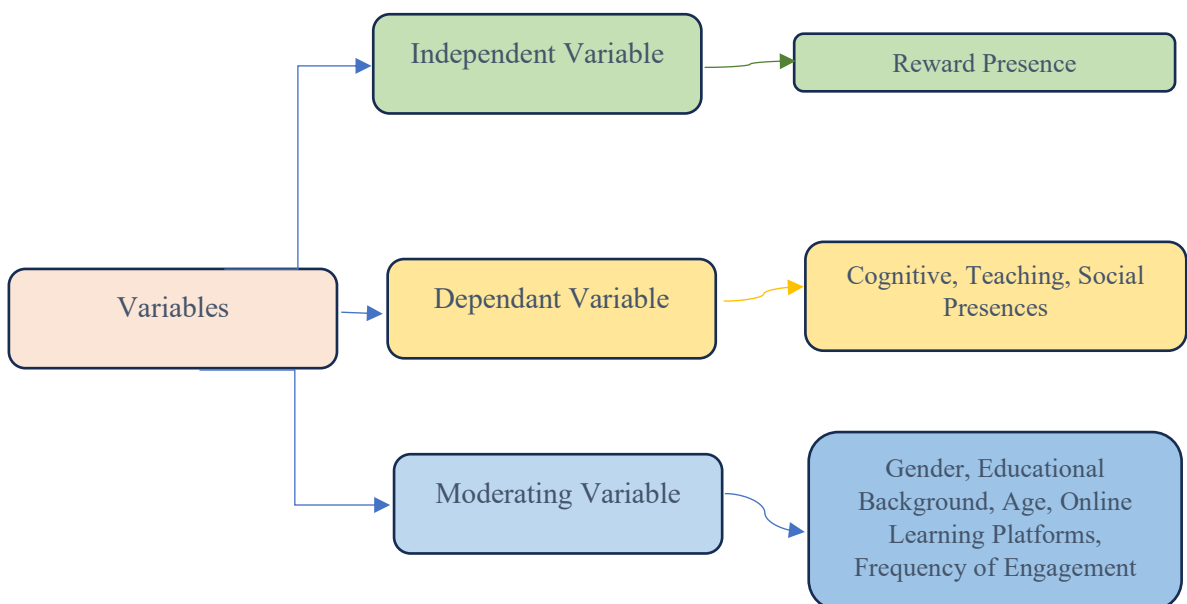 Independent Variable
Reward Presence
Variables
Dependant Variable
Cognitive, Teaching, Social
Presences
Moderating Variable
Gender, Educational
Background, Age, Online
Learning Platforms,
Frequency of Engagement